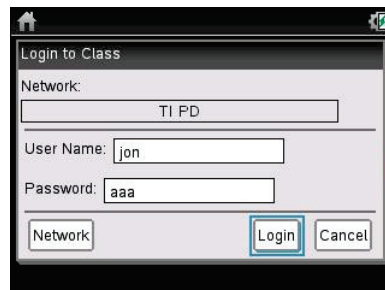 Login to Class
Network:
TI PD
User Name: jon
Password: aaa
Network Login Cancel